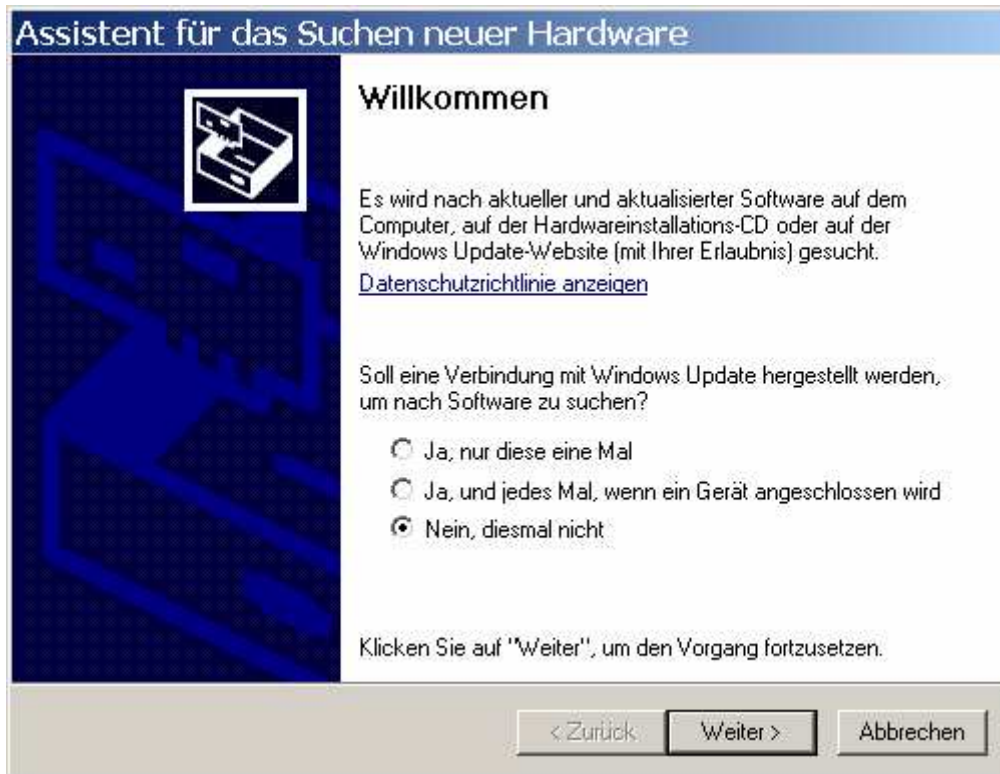 Assistent für das Suchen neuer Hardware
Willkommen
Es wird nach aktueller und aktualisierter Software auf dem
Computer, auf der Hardwareinstallations-CD oder auf der
Windows Update-Website (mit Ihrer Erlaubnis) gesucht.
Datenschutzrichtlinie anzeigen
Soll eine Verbindung mit Windows Update hergestellt werden,
um nach Software zu suchen?
Ja, nur diese eine Mal
Ja, und jedes Mal, wenn ein Gerät angeschlossen wird
Nein, diesmal nicht
Klicken Sie auf "Weiter", um den Vorgang fortzusetzen.
< Zurück Weiter > Abbrechen